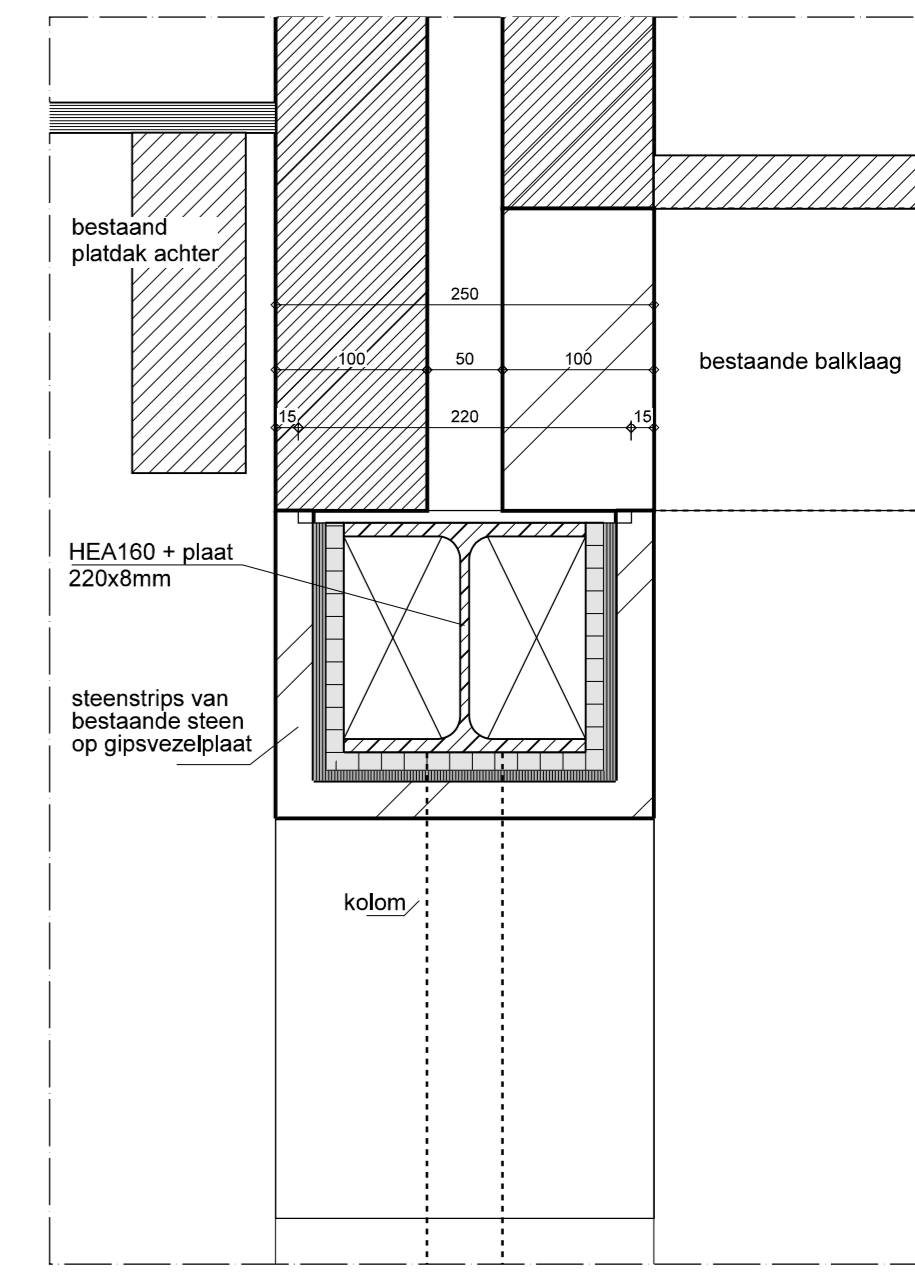 bestaand
platdak achter
250
100
50
100
bestaande balklaag
15
220
15
HEA160 + plaat
220x8mm
steenstrips van
bestaande steen
op gipsvezelplaat
kolom